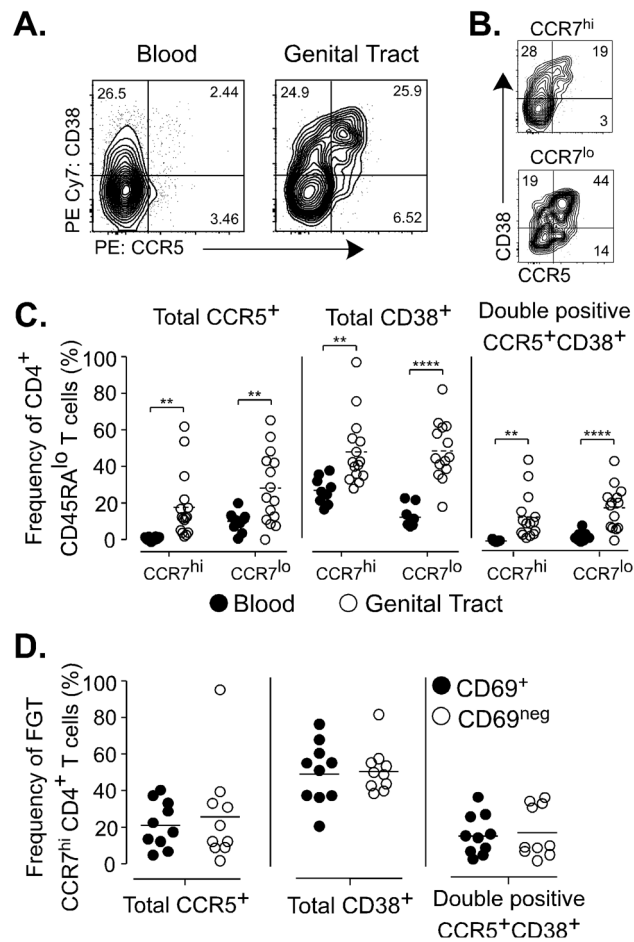 A.
Blood
Genital Tract
26.5
2.44
3.46
24.9
25.9
6.52
PE Cy7: CD38
PE: CCR5
B.
CCR7hi
28
19
3
CCR7lo
19
44
14
CD38
CCR5
C.
Total CCR5+
Total CD38+
Double positive
CCR5+CD38+
Frequency of CD4+
CD45RAlo T cells (%)
100
80
60
40
20
0
**
**
**
****
**
****
CCR7hi
CCR7lo
CCR7hi
CCR7lo
CCR7hi
CCR7lo
Blood
Genital Tract
D.
Frequency of FGT
CCR7hi CD4+ T cells (%)
100
80
60
40
20
0
CD69+
CD69neg
Total CCR5+
Total CD38+
Double positive
CCR5+CD38+